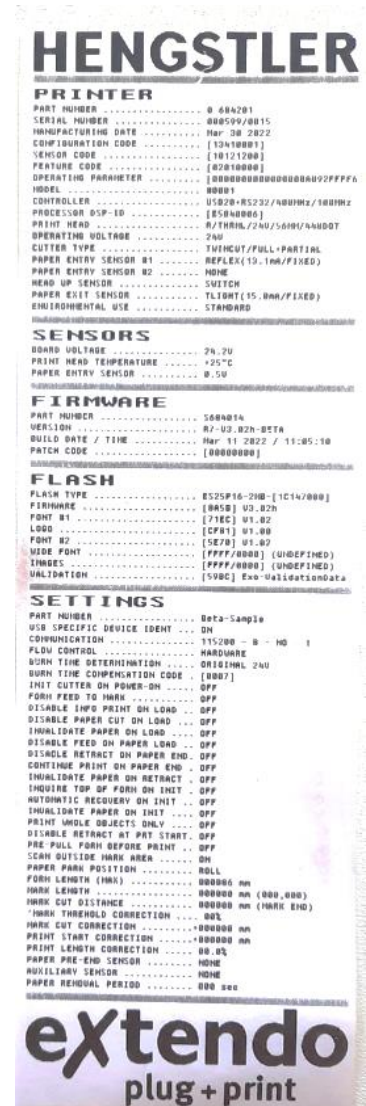 HENGSTLER
PRINTER
PART NUMBER ................ 0 684201
SERIAL NUMBER .............. 000599/0015
MANUFACTURING DATE ......... Mar 30 2022
CONFIGURATION CODE ......... [13410001]
SENSOR CODE ................ [10121200]
FEATURE CODE ............... [02010000]
OPERATING PARAMETER ........
MODEL ...................... 00001
CONTROLLER ................. USB20+RS232/400MHz/100MHz
PROCESSOR DSP-ID ........... [E5040006]
PRINT HEAD ................. R/THRML/24V/56MM/448DOT
OPERATING VOLTAGE .......... 24V
CUTTER TYPE ................ TWINCUT/FULL+PARTIAL
PAPER ENTRY SENSOR #1 ...... REFLEX(13.1mA/FIXED)
PAPER ENTRY SENSOR #2 ...... NONE
HEAD UP SENSOR ............. SWITCH
PAPER EXIT SENSOR .......... TLIGHT(15.0mA/FIXED)
ENVIRONMENTAL USE .......... STANDARD
SENSORS
BOARD VOLTAGE .............. 24.2V
PRINT HEAD TEMPERATURE ..... +25°C
PAPER ENTRY SENSOR ......... 0.5V
FIRMWARE
PART NUMBER ................ S684014
VERSION .................... R7-V3.02h-BETA
BUILD DATE / TIME .......... Mar 11 2022 / 11:05:10
PATCH CODE ................. [00000000]
FLASH
FLASH TYPE ................. ES25P16-2MB-[1C147000]
FIRMWARE ................... [0A5B] V3.02h
FONT #1 .................... [71EC] V1.02
LOGO ....................... [CF81] V1.00
FONT #2 .................... [5E70] V1.02
WIDE FONT .................. [FFFF/0000] (UNDEFINED)
IMAGES ..................... [FFFF/0000] (UNDEFINED)
VALIDATION ................. [598C] Exo-ValidationData
SETTINGS
PART NUMBER ................ Beta-Sample
USB SPECIFIC DEVICE IDENT ... ON
COMMUNICATION .............. 115200 - 8 - NO - 1
FLOW CONTROL ............... HARDWARE
BURN TIME DETERMINATION ..... ORIGINAL 24V
BURN TIME COMPENSATION CODE . [0007]
INIT CUTTER ON POWER-ON ..... OFF
FORM FEED TO MARK .......... OFF
DISABLE INFO PRINT ON LOAD .. OFF
DISABLE PAPER CUT ON LOAD ... OFF
INVALIDATE PAPER ON LOAD .... OFF
DISABLE FEED ON PAPER LOAD .. OFF
DISABLE RETRACT ON PAPER END. OFF
CONTINUE PRINT ON PAPER END . OFF
INVALIDATE PAPER ON RETRACT . OFF
INQUIRE TOP OF FORM ON INIT . OFF
AUTOMATIC RECOVERY ON INIT .. OFF
INVALIDATE PAPER ON INIT .... OFF
PRINT WHOLE OBJECTS ONLY .... OFF
DISABLE RETRACT AT PRT START. OFF
PRE-PULL FORM BEFORE PRINT .. OFF
SCAN OUTSIDE MARK AREA ...... ON
PAPER PARK POSITION ........ ROLL
FORM LENGTH (MAX) .......... 000086 mm
MARK LENGTH ................ 000000 mm (000,000)
MARK CUT DISTANCE .......... 000000 mm (MARK END)
MARK THREHOLD CORRECTION .... 00%
MARK CUT CORRECTION ........+000000 mm
PRINT START CORRECTION ......+000000 mm
PRINT LENGTH CORRECTION ..... 00.0%
PAPER PRE-END SENSOR ....... NONE
AUXILIARY SENSOR ........... NONE
PAPER REMOVAL PERIOD ....... 000 sec
eXtendo
plug+print